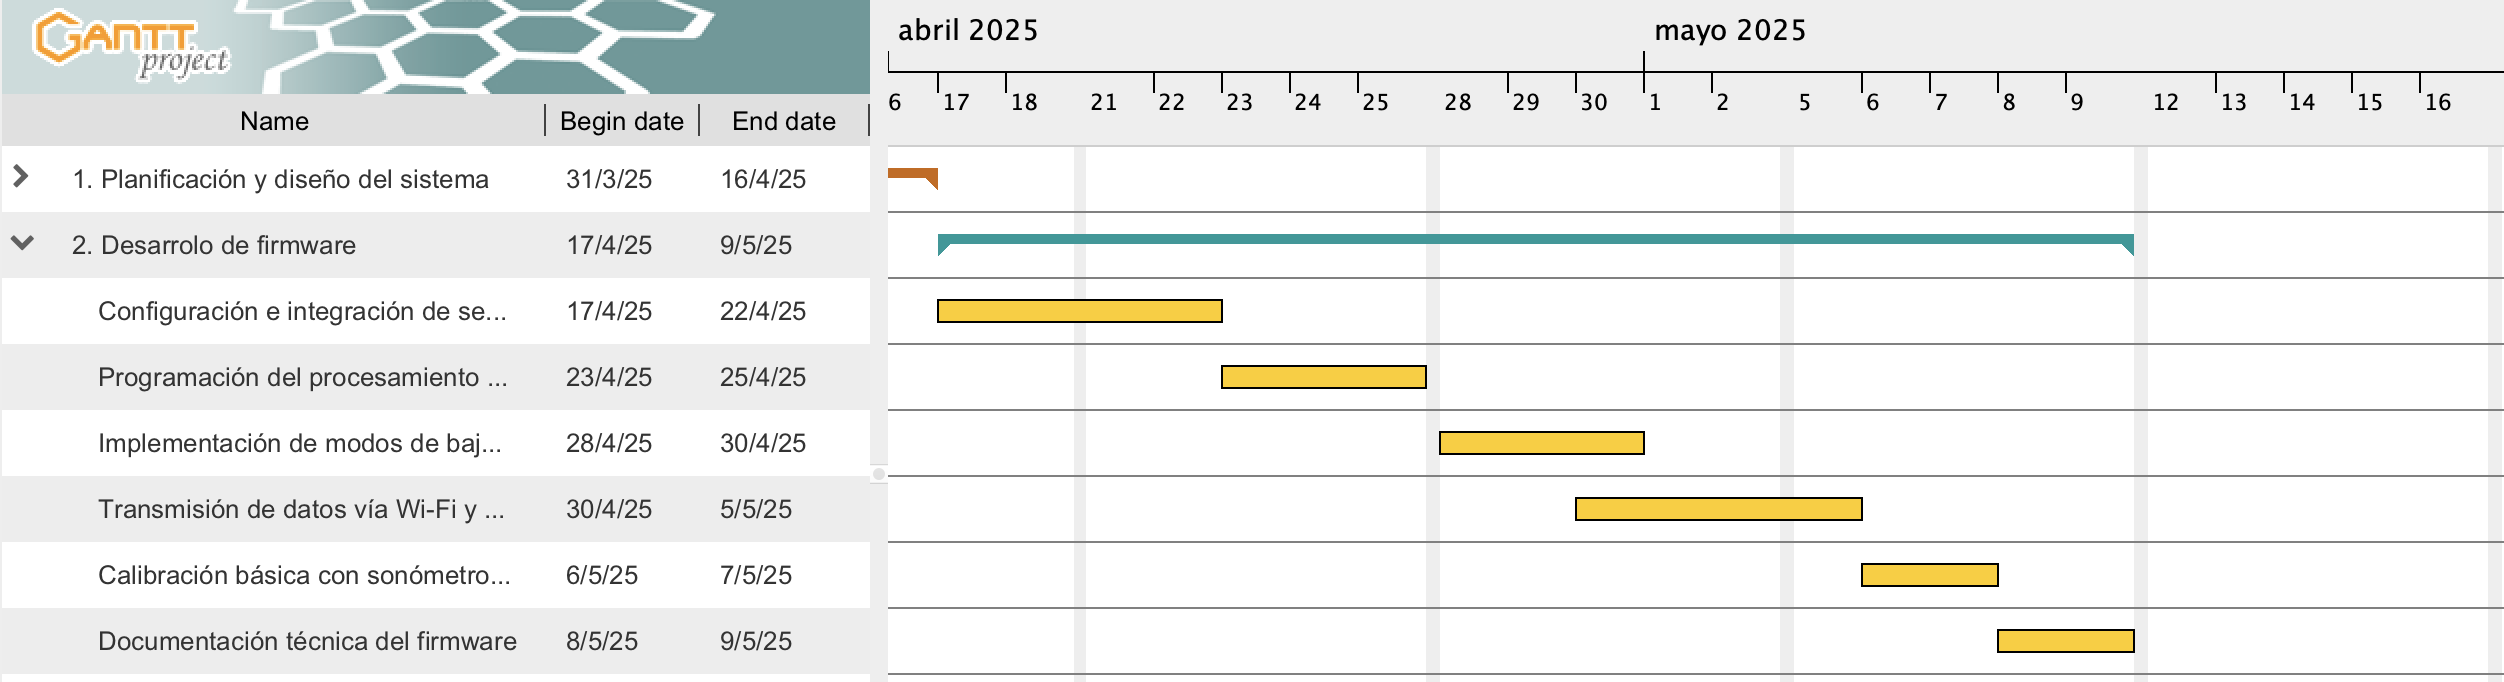 GANTT
project
abril 2025
mayo 2025
6 17 18 21 22 23 24 25 28 29 30 1 2 5 6 7 8 9 12 13 14 15 16
Name Begin date End date
1. Planificación y diseño del sistema 31/3/25 16/4/25
2. Desarrolo de firmware 17/4/25 9/5/25
Configuración e integración de se... 17/4/25 22/4/25
Programación del procesamiento ... 23/4/25 25/4/25
Implementación de modos de baj... 28/4/25 30/4/25
Transmisión de datos vía Wi-Fi y ... 30/4/25 5/5/25
Calibración básica con sonómetro... 6/5/25 7/5/25
Documentación técnica del firmware 8/5/25 9/5/25